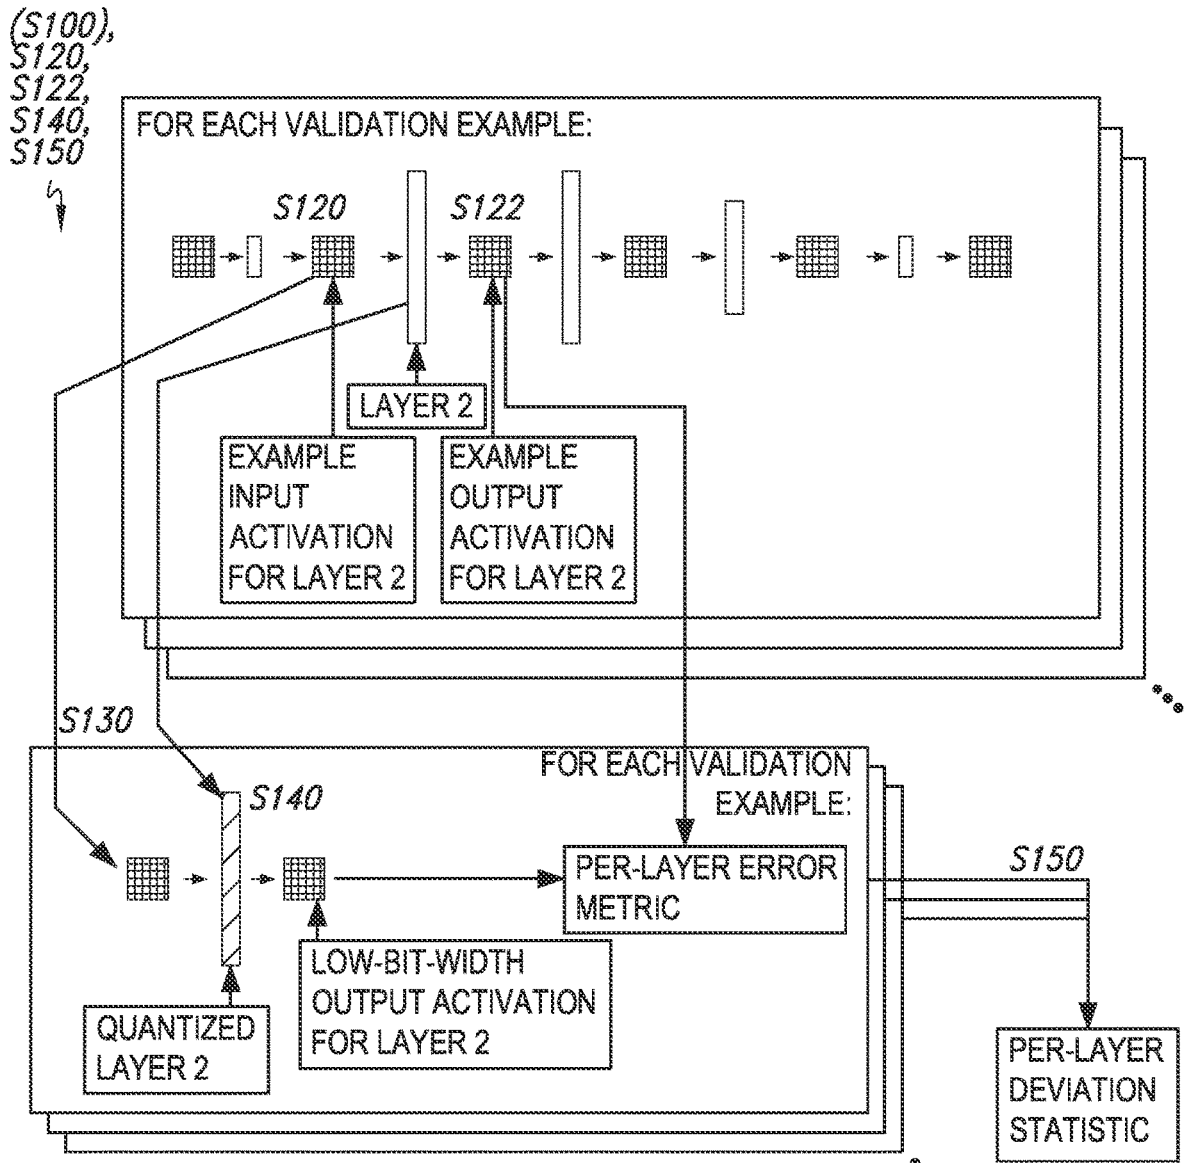 (S100),
S120,
S122,
S140,
S150
FOR EACH VALIDATION EXAMPLE:
S120
S122
LAYER 2
EXAMPLE
INPUT
ACTIVATION
FOR LAYER 2
EXAMPLE
OUTPUT
ACTIVATION
FOR LAYER 2
S130
FOR EACH VALIDATION
EXAMPLE:
S140
PER-LAYER ERROR
METRIC
S150
LOW-BIT-WIDTH
OUTPUT ACTIVATION
FOR LAYER 2
QUANTIZED
LAYER 2
PER-LAYER
DEVIATION
STATISTIC